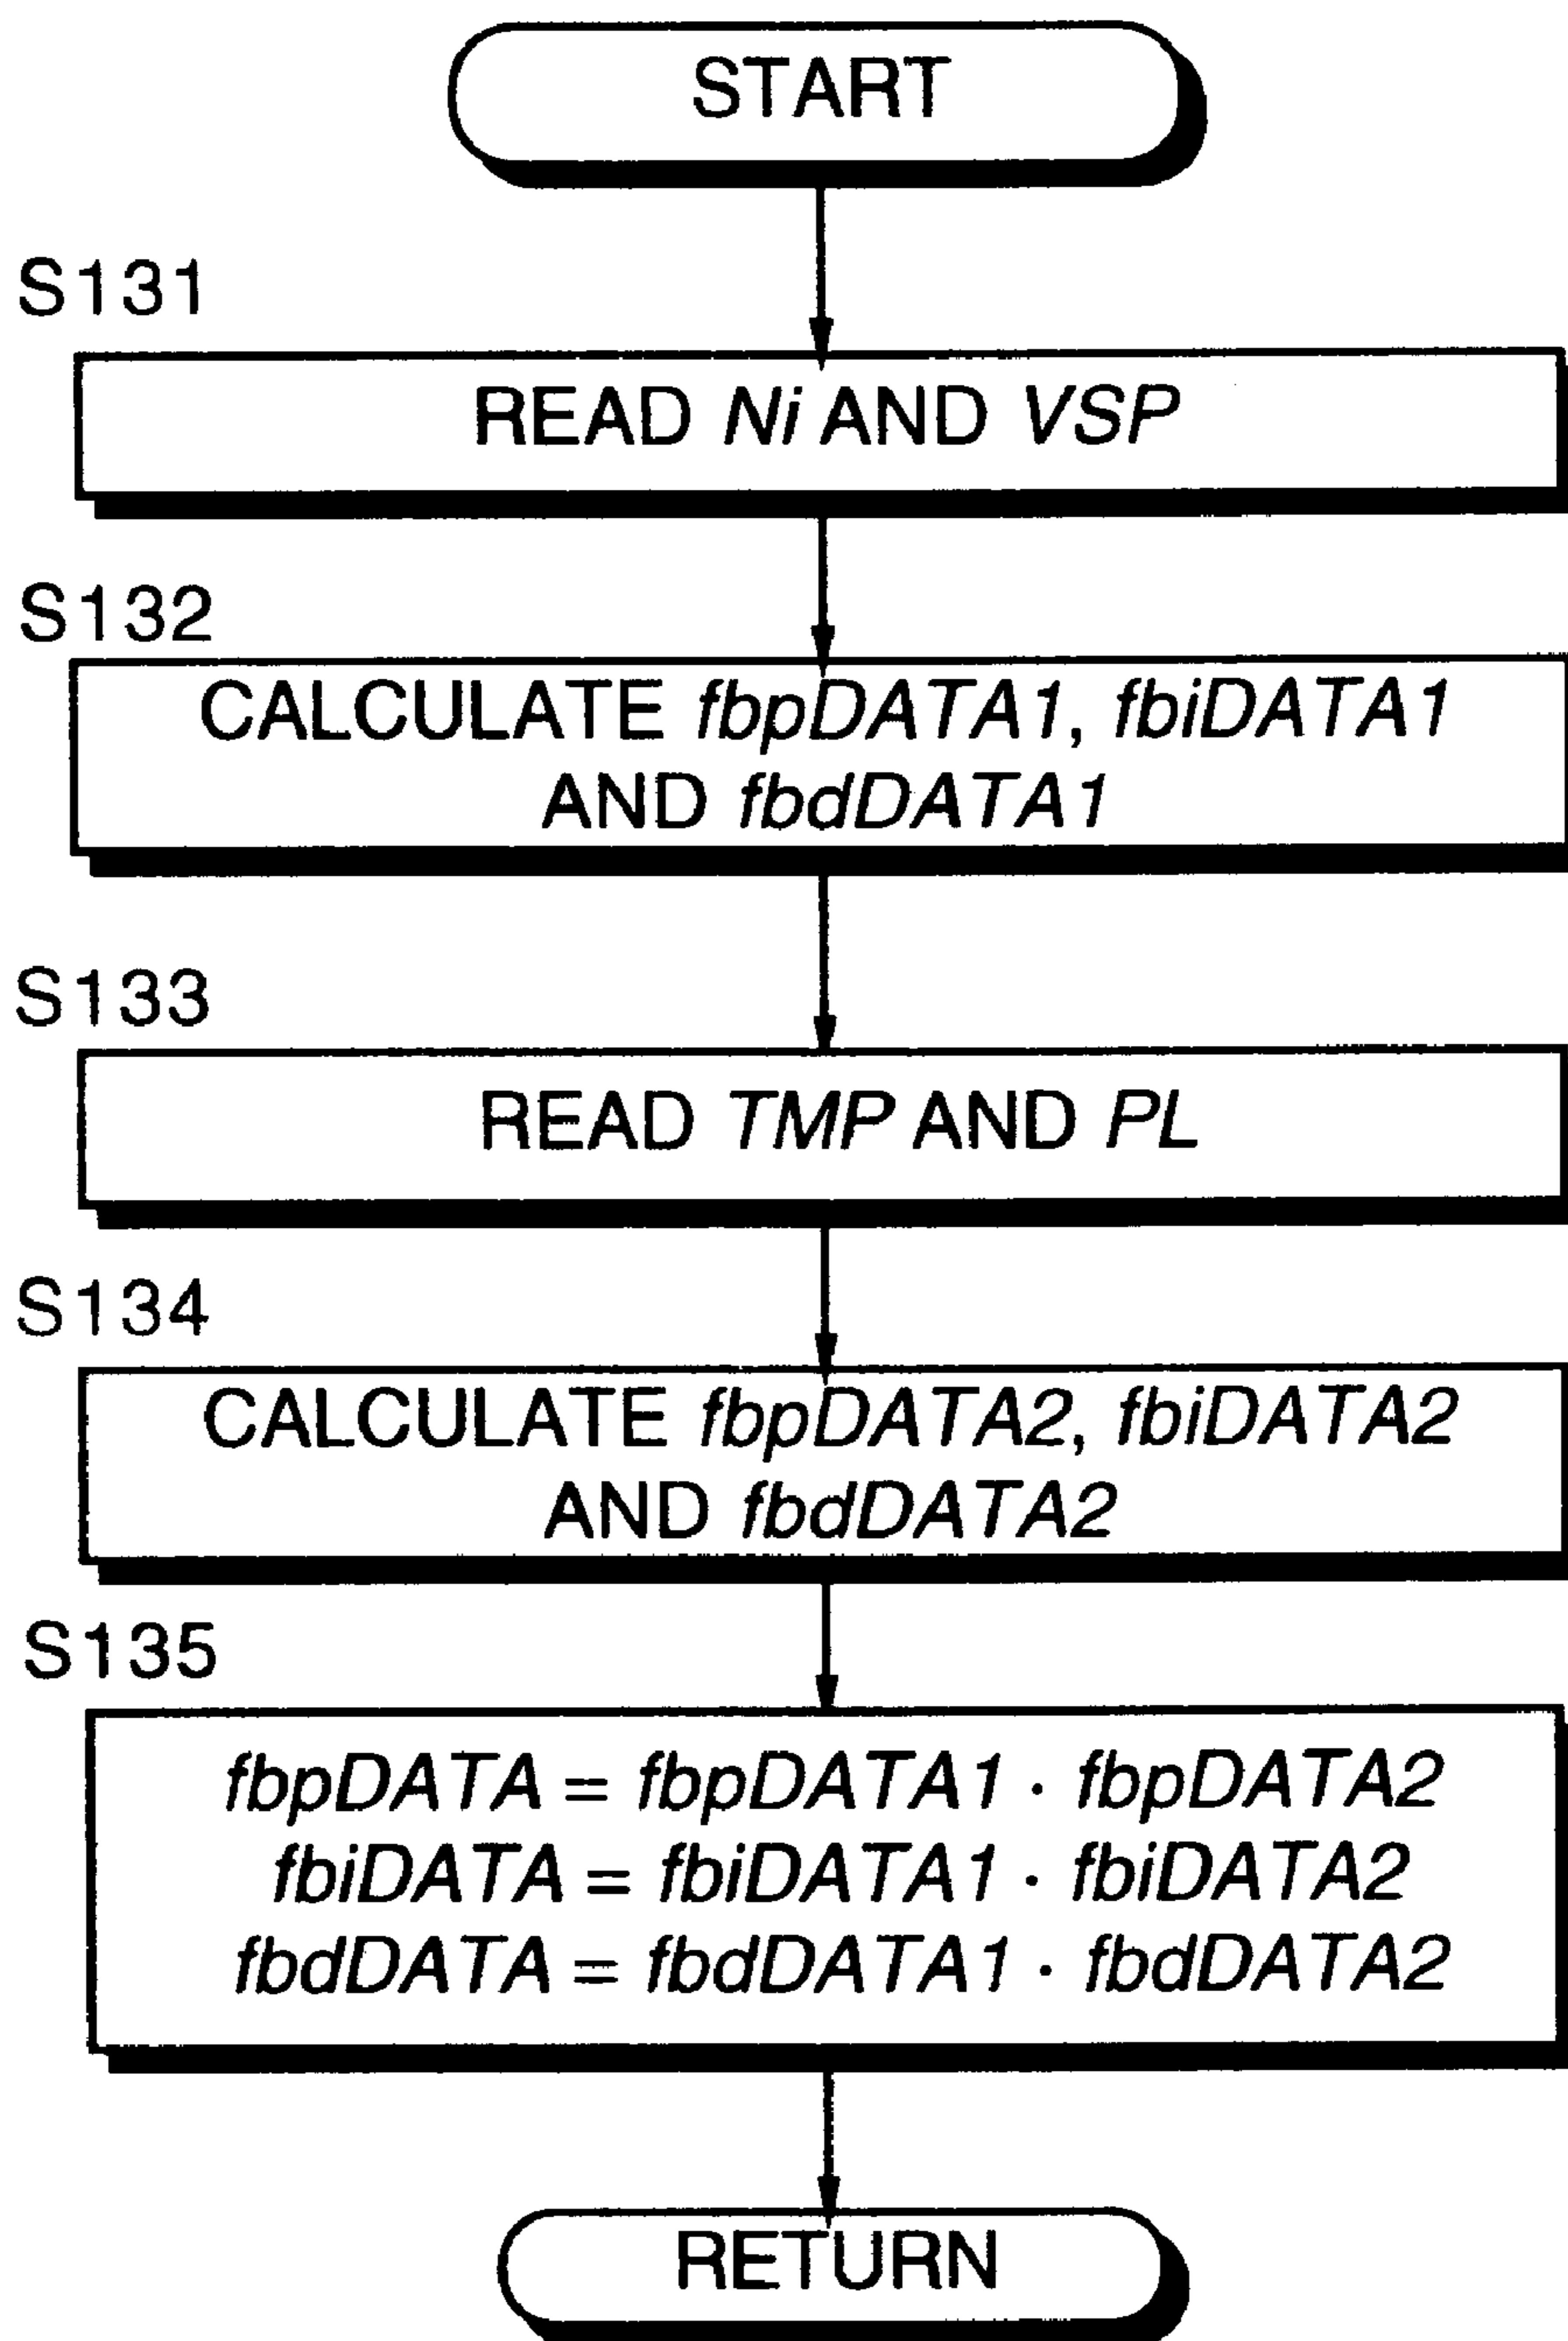 START
S131
READ Ni AND VSP
S132
CALCULATE fbpDATA1, fbiDATA1
AND fbdDATA1
S133
READ TMP AND PL
S134
CALCULATE fbpDATA2, fbiDATA2
AND fbdDATA2
S135
fbpDATA = fbpDATA1 · fbpDATA2
fbiDATA = fbiDATA1 · fbiDATA2
fbdDATA = fbdDATA1 · fbdDATA2
RETURN